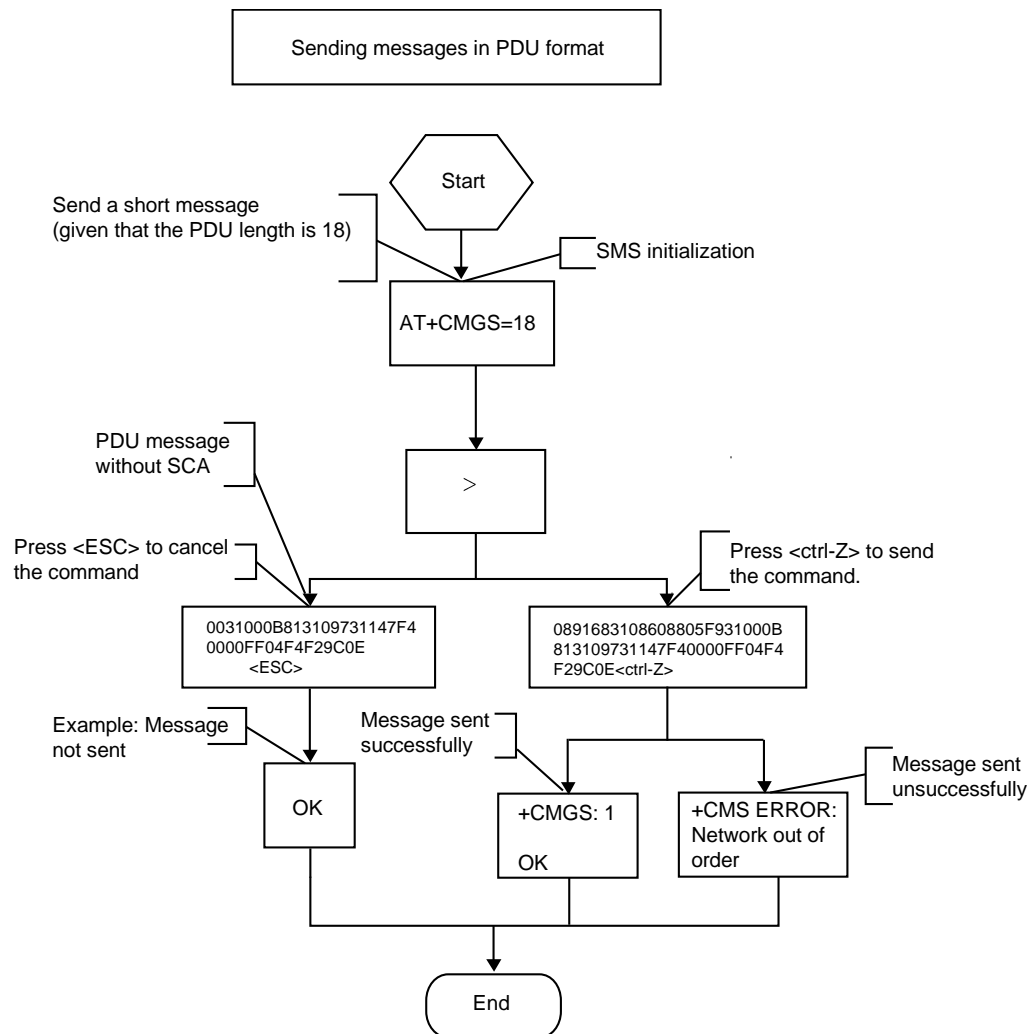 Sending messages in PDU format
Start
Send a short message
(given that the PDU length is 18)
SMS initialization
AT+CMGS=18
PDU message
without SCA
>
Press <ESC> to cancel
the command
Press <ctrl-Z> to send
the command.
0031000B813109731147F4
0000FF04F4F29C0E
<ESC>
0891683108608805F931000B
813109731147F40000FF04F4
F29C0E<ctrl-Z>
Example: Message
not sent
Message sent
successfully
Message sent
unsuccessfully
OK
+CMGS: 1
OK
+CMS ERROR:
Network out of
order
End